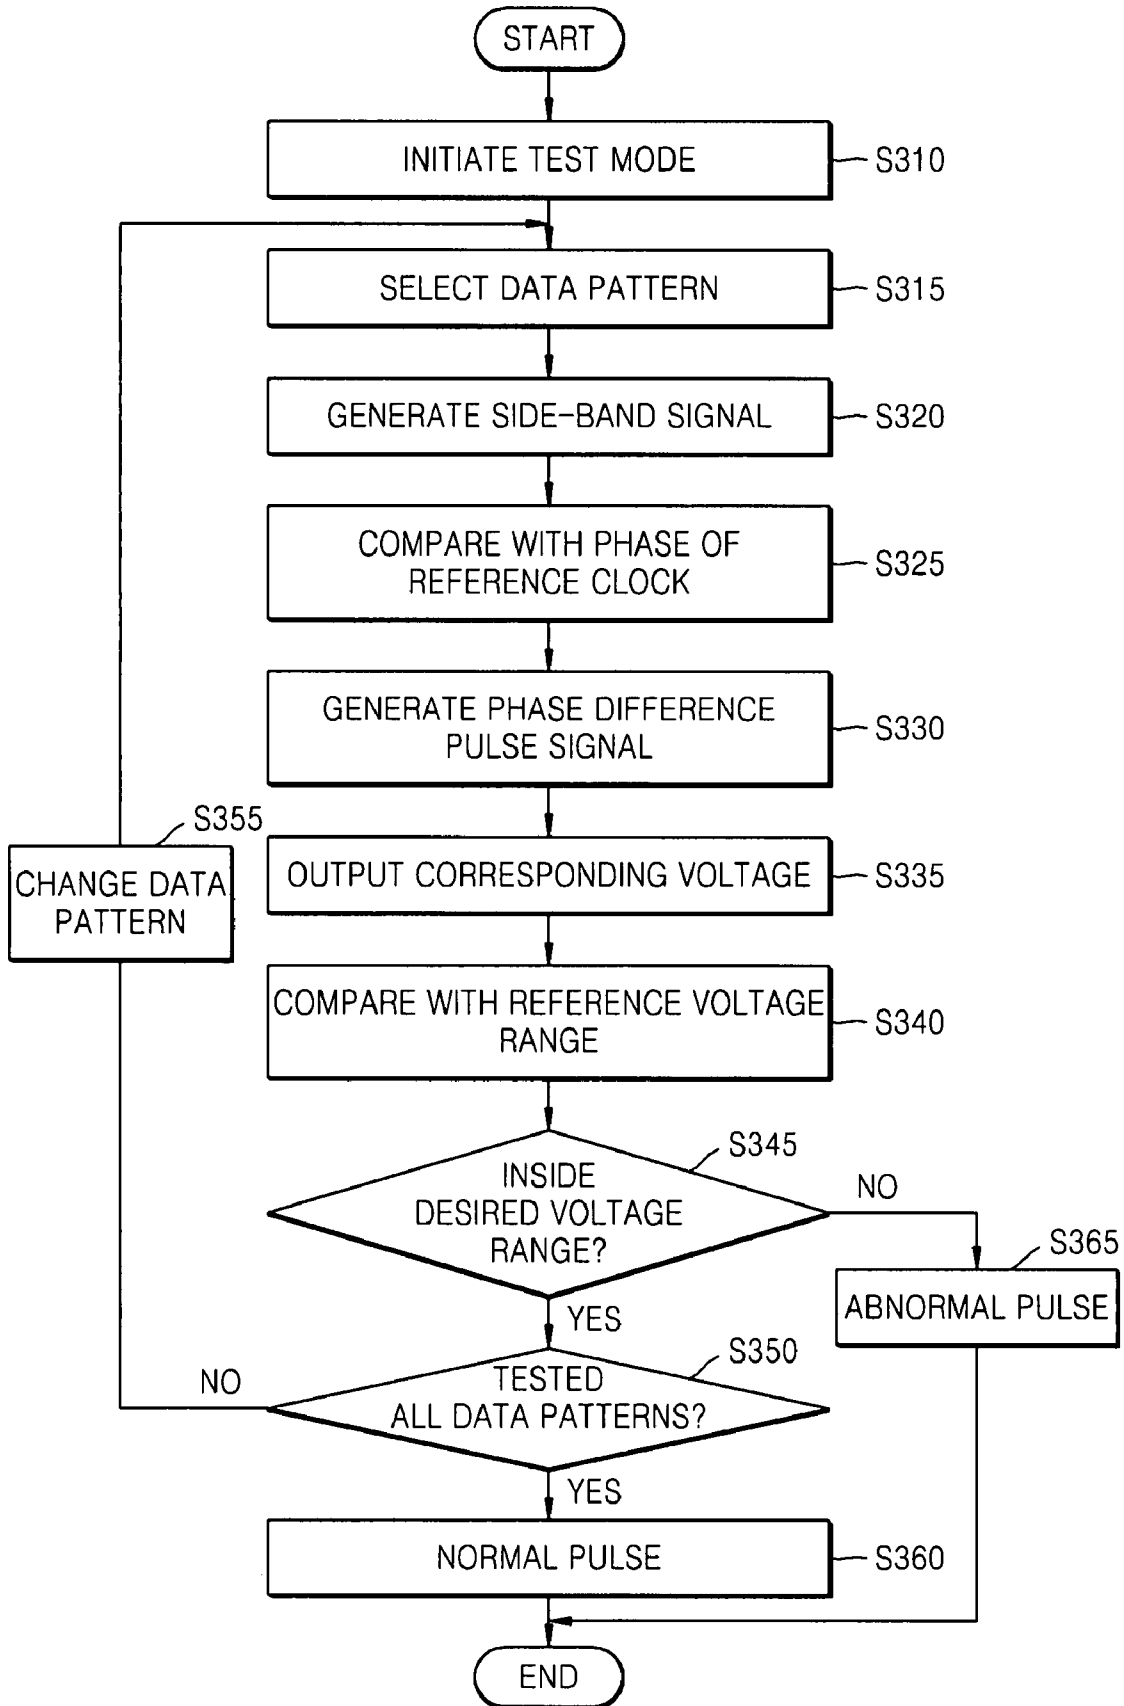 START
INITIATE TEST MODE
S310
SELECT DATA PATTERN
S315
GENERATE SIDE-BAND SIGNAL
S320
COMPARE WITH PHASE OF
REFERENCE CLOCK
S325
GENERATE PHASE DIFFERENCE
PULSE SIGNAL
S330
S355
CHANGE DATA
PATTERN
OUTPUT CORRESPONDING VOLTAGE
S335
COMPARE WITH REFERENCE VOLTAGE
RANGE
S340
S345
INSIDE
DESIRED VOLTAGE
RANGE?
NO
S365
ABNORMAL PULSE
YES
S350
TESTED
ALL DATA PATTERNS?
NO
YES
NORMAL PULSE
S360
END